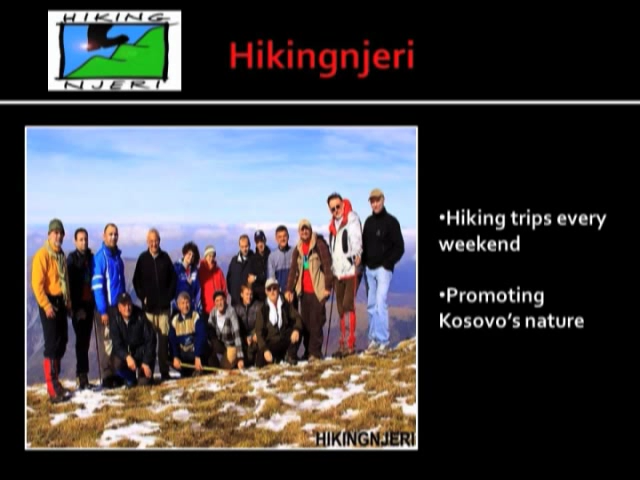 HIKING
NJERI
Hikingnjeri
•Hiking trips every
weekend
•Promoting
Kosovo's nature
HIKINGNJERI